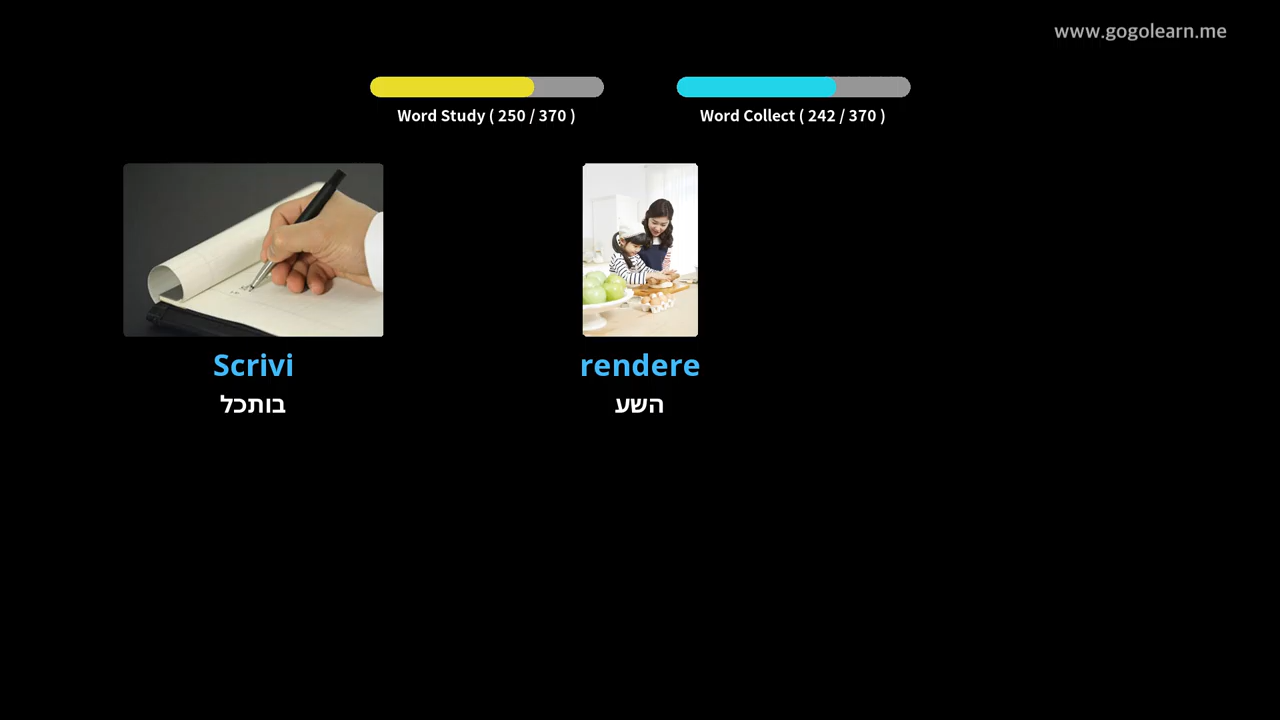 www.gogolearn.me
Word Study ( 250 / 370 )
Word Collect ( 242 / 370 )
Scrivi
בותכל
rendere
השע